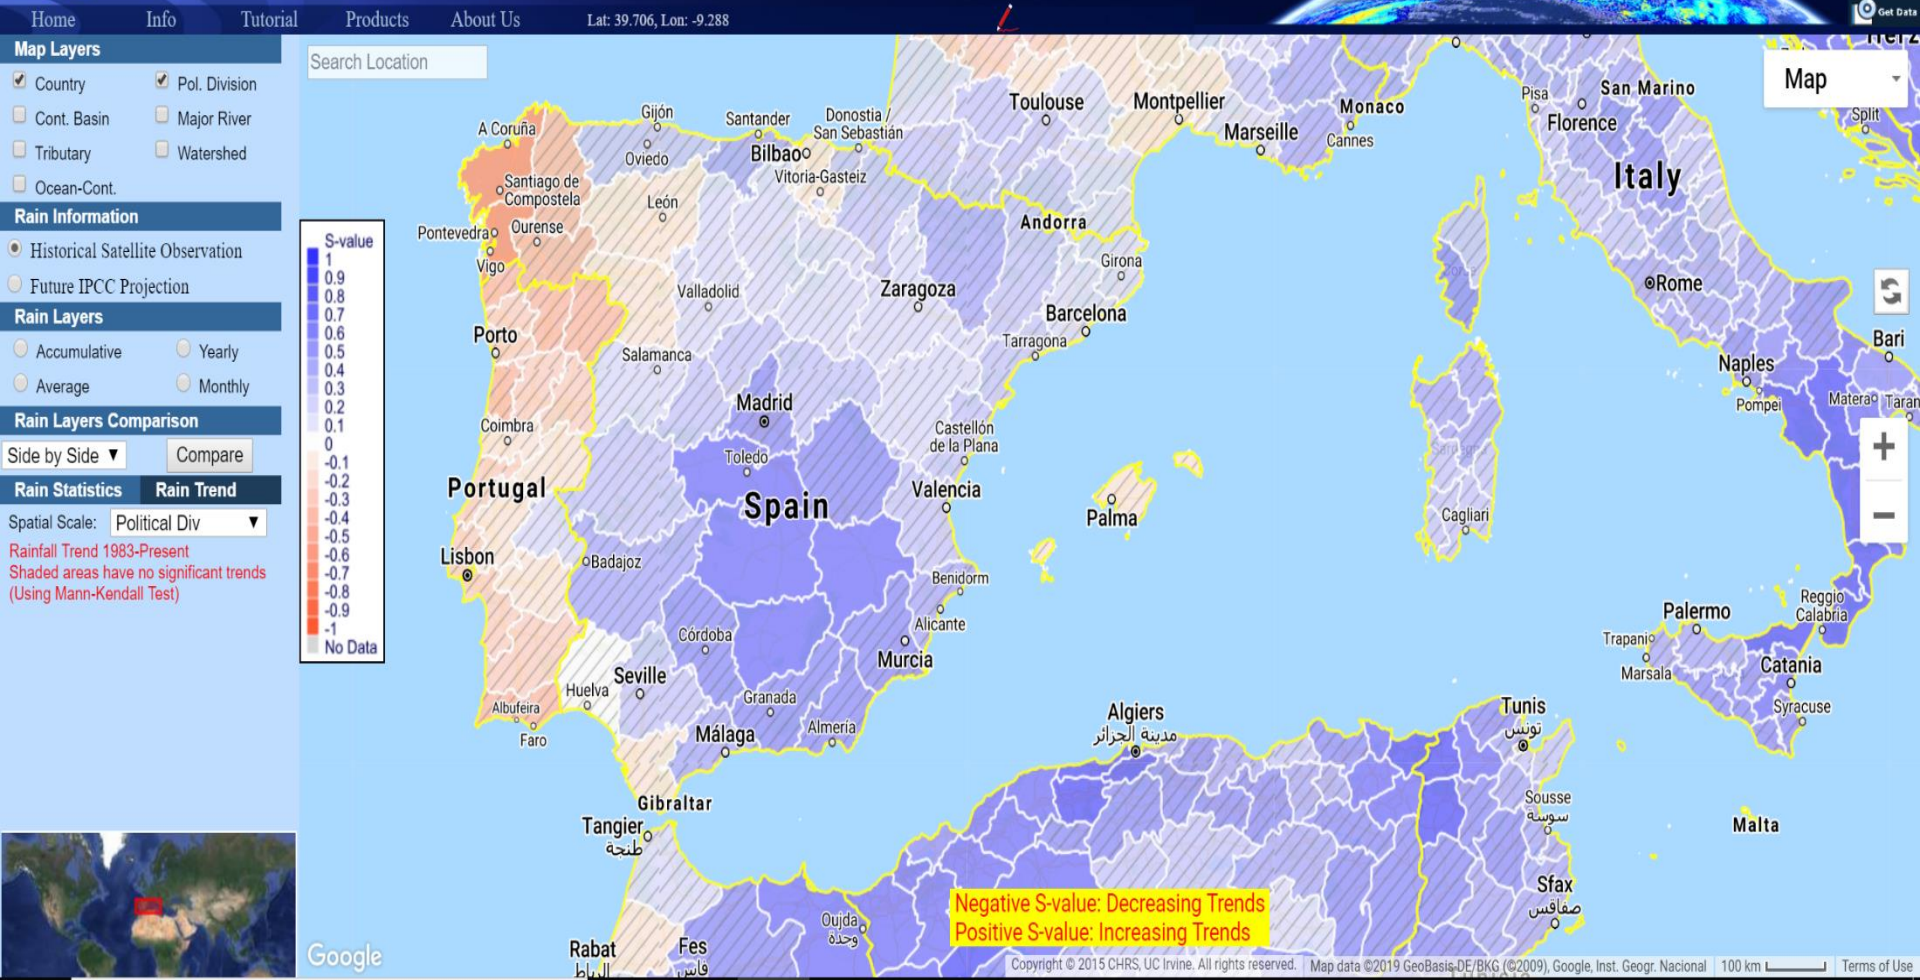 Home Info Tutorial Products About Us Lat: 39.706, Lon: -9.288 Get Data
Map Layers
Country Pol. Division
Cont. Basin Major River
Tributary Watershed
Ocean-Cont.
Rain Information
Historical Satellite Observation
Future IPCC Projection
Rain Layers
Accumulative Yearly
Average Monthly
Rain Layers Comparison
Side by Side ▼ Compare
Rain Statistics Rain Trend
Spatial Scale: Political Div ▼
Rainfall Trend 1983-Present
Shaded areas have no significant trends
(Using Mann-Kendall Test)
Search Location
S-value
1
0.9
0.8
0.7
0.6
0.5
0.4
0.3
0.2
0.1
0
-0.1
-0.2
-0.3
-0.4
-0.5
-0.6
-0.7
-0.8
-0.9
-1
No Data
Map
A Coruña
Gijón
Oviedo
Santander
Bilbao
Donostia /
San Sebastián
Vitoria-Gasteiz
Santiago de
Compostela
León
Pontevedra
Ourense
Vigo
Valladolid
Zaragoza
Andorra
Girona
Barcelona
Tarragona
Toulouse
Montpellier
Marseille
Monaco
Cannes
Pisa
Florence
San Marino
Split
Italy
Rome
Bari
Naples
Pompei
Matera
Taran
Porto
Salamanca
Coimbra
Madrid
Toledo
Castellón
de la Plana
Portugal
Spain
Valencia
Palma
Cagliari
Lisbon
Badajoz
Benidorm
Alicante
Córdoba
Murcia
Seville
Huelva
Granada
Albufeira
Faro
Málaga
Almería
Gibraltar
Tangier
طنجة
Algiers
مدينة الجزائر
Tunis
تونس
Palermo
Reggio
Calabria
Trapani
Marsala
Catania
Syracuse
Sousse
سوسة
Malta
Sfax
صفاقس
Oujda
وجدة
Rabat
الرباط
Fes
فاس
Negative S-value: Decreasing Trends
Positive S-value: Increasing Trends
Google
Copyright © 2015 CHRS, UC Irvine. All rights reserved. Map data ©2019 GeoBasis-DE/BKG (©2009), Google, Inst. Geogr. Nacional 100 km Terms of Use